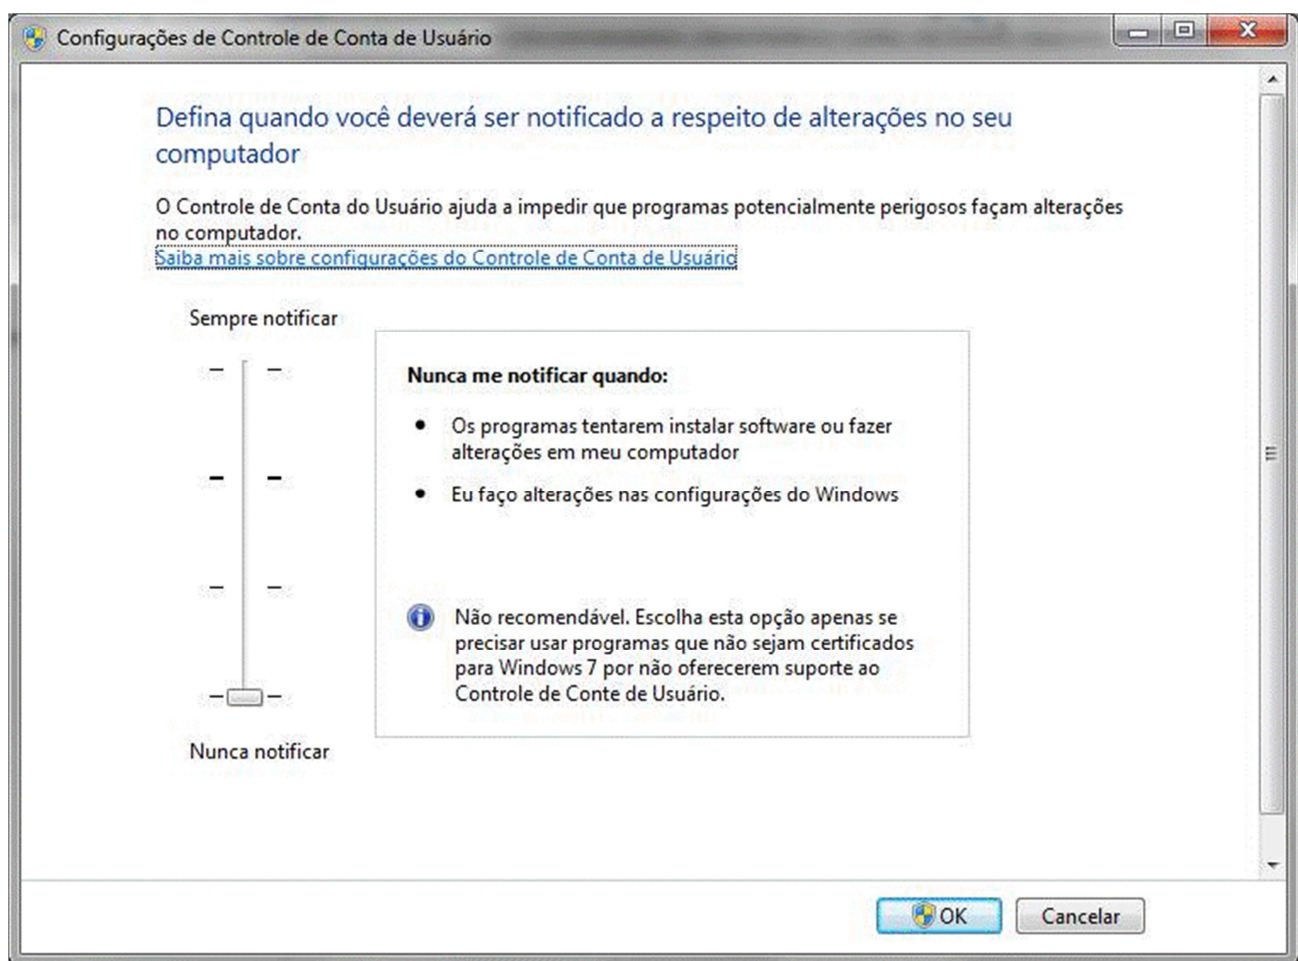 Configurações de Controle de Conta de Usuário
Defina quando você deverá ser notificado a respeito de alterações no seu
computador
O Controle de Conta do Usuário ajuda a impedir que programas potencialmente perigosos façam alterações
no computador.
Saiba mais sobre configurações do Controle de Conta de Usuário
Sempre notificar
Nunca me notificar quando:
• Os programas tentarem instalar software ou fazer
alterações em meu computador
• Eu faço alterações nas configurações do Windows
Não recomendável. Escolha esta opção apenas se
precisar usar programas que não sejam certificados
para Windows 7 por não oferecerem suporte ao
Controle de Conte de Usuário.
Nunca notificar
OK
Cancelar